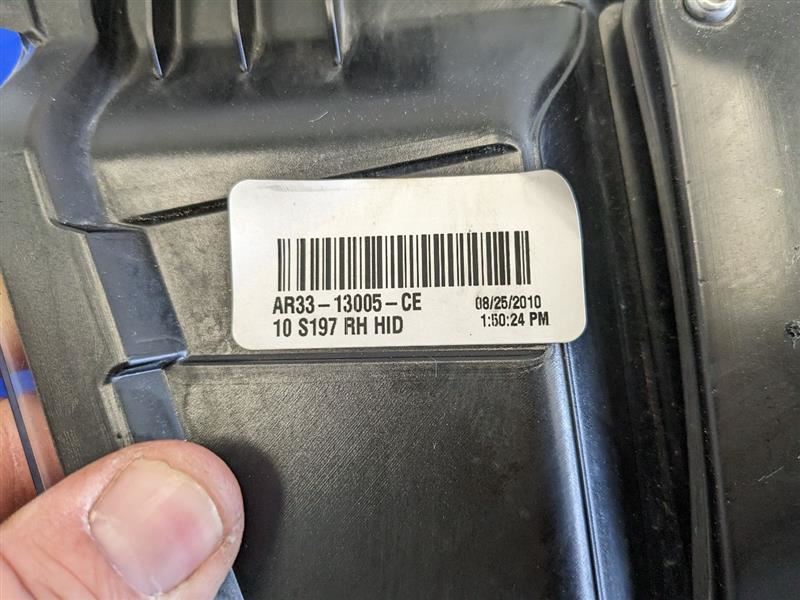 AR33-13005-CE
10 S197 RH HID
08/25/2010
1:50:24 PM